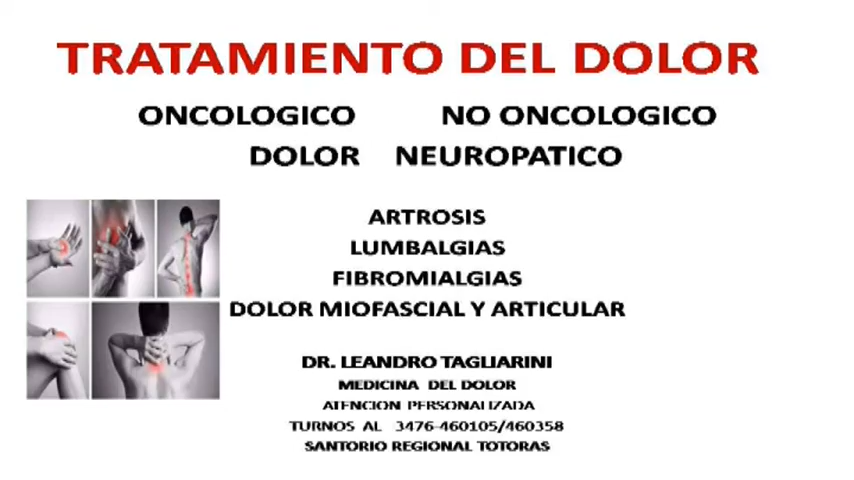 TRATAMIENTO DEL DOLOR
ONCOLOGICO NO ONCOLOGICO
DOLOR NEUROPATICO
ARTROSIS
LUMBALGIAS
FIBROMIALGIAS
DOLOR MIOFASCIAL Y ARTICULAR
DR. LEANDRO TAGLIARINI
MEDICINA DEL DOLOR
ATENCION PERSONALIZADA
TURNOS AL 3476-460105/460358
SANTORIO REGIONAL TOTORAS